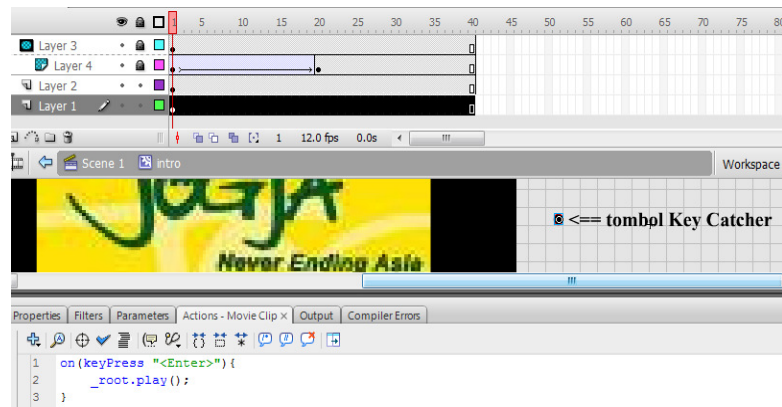 1 5 10 15 20 25 30 35 40 45 50 55 60 65 70 75 80
Layer 3
Layer 4
Layer 2
Layer 1
1 12.0 fps 0.0s
Scene 1 intro Workspace
JOGJA
Never Ending Asia
<== tombol Key Catcher
Properties Filters Parameters Actions - Movie Clip × Output Compiler Errors
1 on(keyPress "<Enter>"){
2 _root.play();
3 }